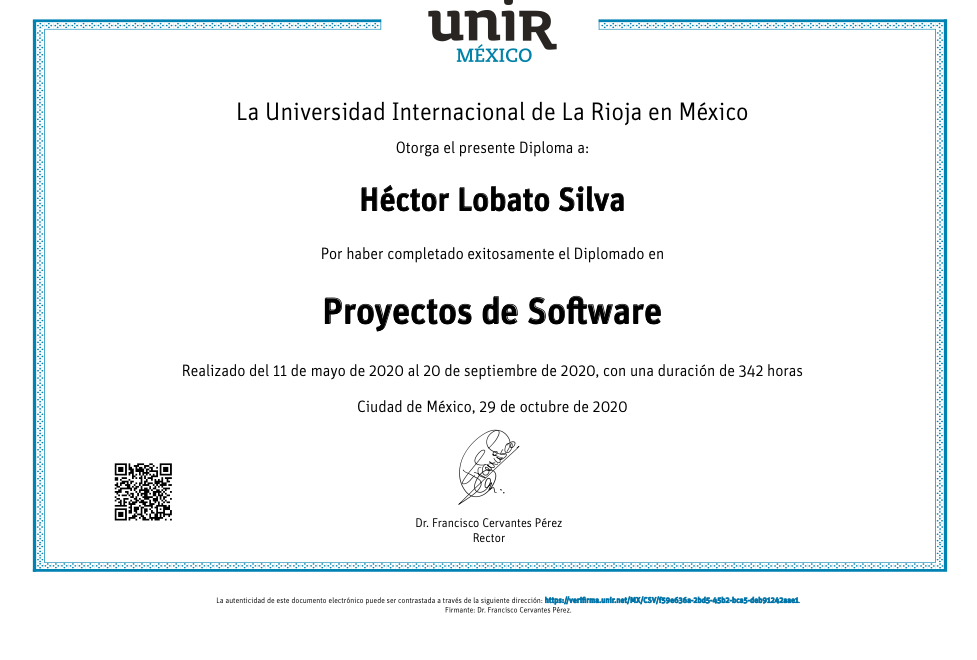 unir
MÉXICO
La Universidad Internacional de La Rioja en México
Otorga el presente Diploma a:
Héctor Lobato Silva
Por haber completado exitosamente el Diplomado en
Proyectos de Software
Realizado del 11 de mayo de 2020 al 20 de septiembre de 2020, con una duración de 342 horas
Ciudad de México, 29 de octubre de 2020
Dr. Francisco Cervantes Pérez
Rector
La autenticidad de este documento electrónico puede ser contrastada a través de la siguiente dirección: https://verifirma.unir.net/MX/CSV/f59e636a-2bd5-45b2-bca5-deb91242aae1
Firmante: Dr. Francisco Cervantes Pérez.